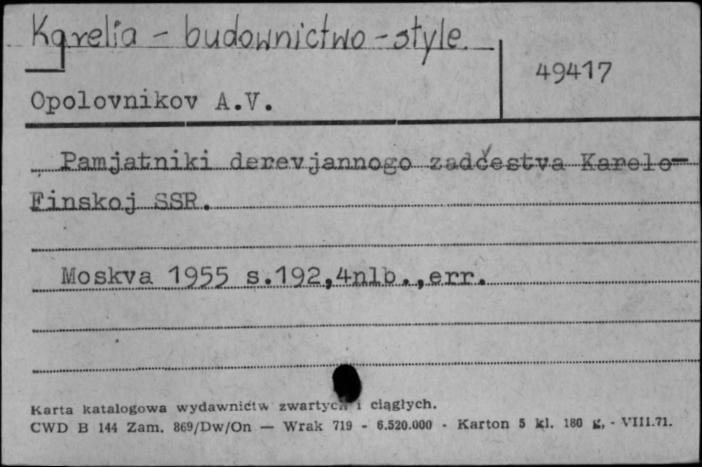 Karelia - budownictwo - style.
49417
Opolovnikov A.V.
Pamjatniki derevjannogo zadčestva Karelo-
Finskoj SSR.
Moskva 1955 s.192,4nlb.,err.
Karta katalogowa wydawnictw zwartych i ciągłych.
CWD B 144 Zam. 869/Dw/On — Wrak 719 - 6.520.000 - Karton 5 kl. 180 g. - VIII.71.